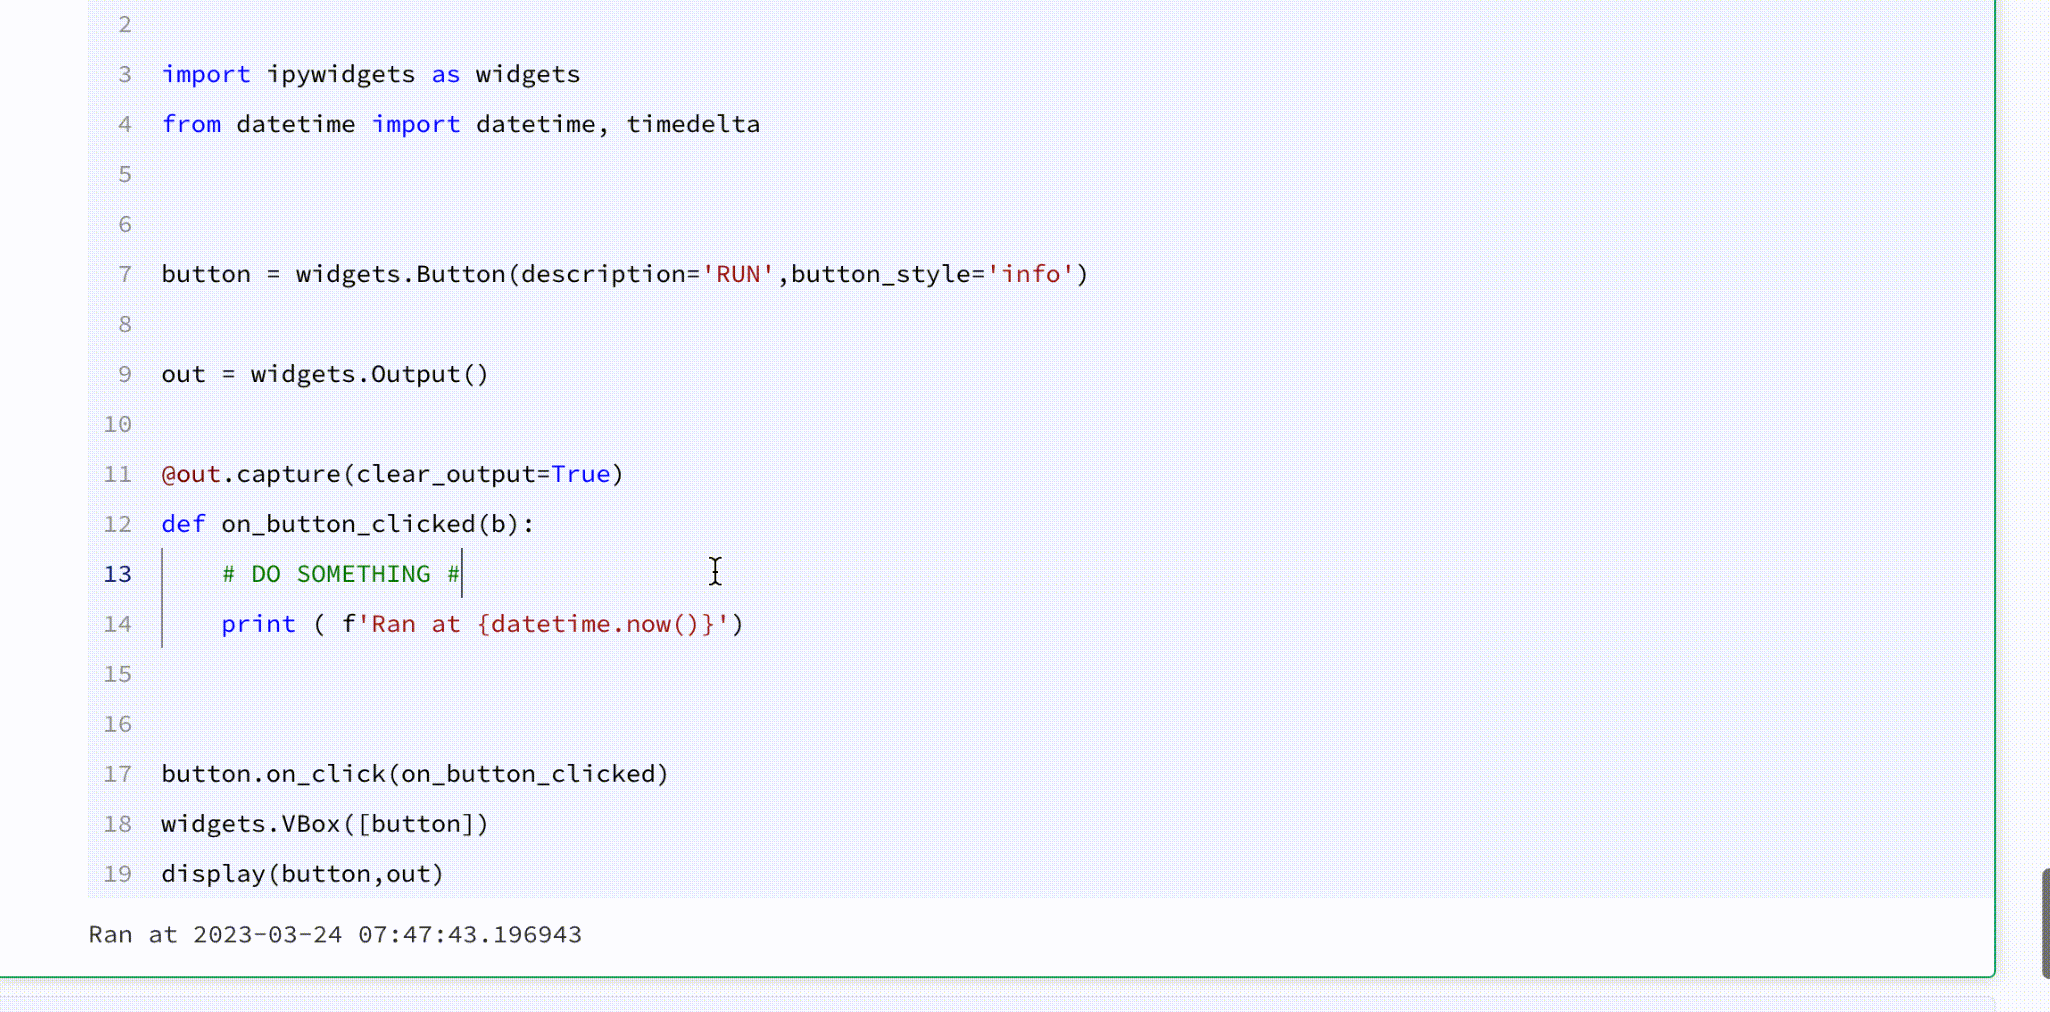 2
3 import ipywidgets as widgets
4 from datetime import datetime, timedelta
5
6
7 button = widgets.Button(description='RUN',button_style='info')
8
9 out = widgets.Output()
10
11 @out.capture(clear_output=True)
12 def on_button_clicked(b):
13     # DO SOMETHING #
14     print ( f'Ran at {datetime.now()}')
15
16
17 button.on_click(on_button_clicked)
18 widgets.VBox([button])
19 display(button,out)
Ran at 2023-03-24 07:47:43.196943